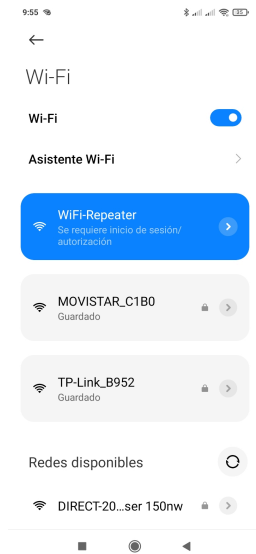 9:55
85
Wi-Fi
Wi-Fi
Asistente Wi-Fi
WiFi-Repeater
Se requiere inicio de sesión/
autorización
MOVISTAR_C1B0
Guardado
TP-Link_B952
Guardado
Redes disponibles
DIRECT-20...ser 150nw